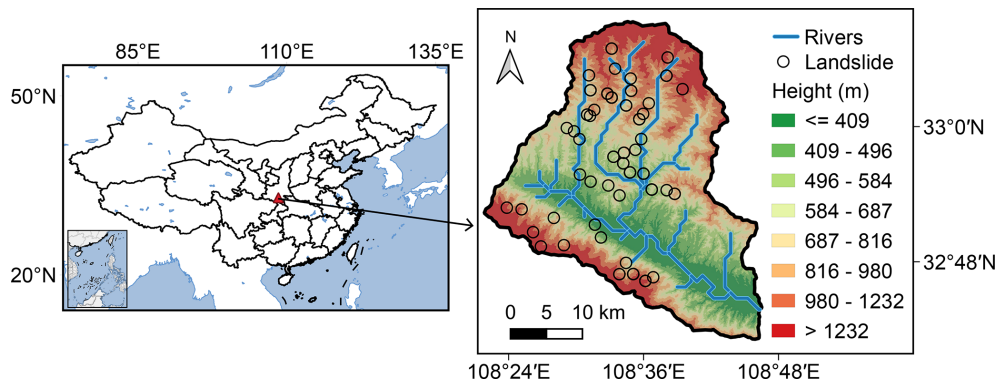 85°E 110°E 135°E
50°N
20°N
N
Rivers
Landslide
Height (m)
<= 409
409 - 496
496 - 584
584 - 687
687 - 816
816 - 980
980 - 1232
> 1232
0 5 10 km
33°0′N
32°48′N
108°24′E 108°36′E 108°48′E